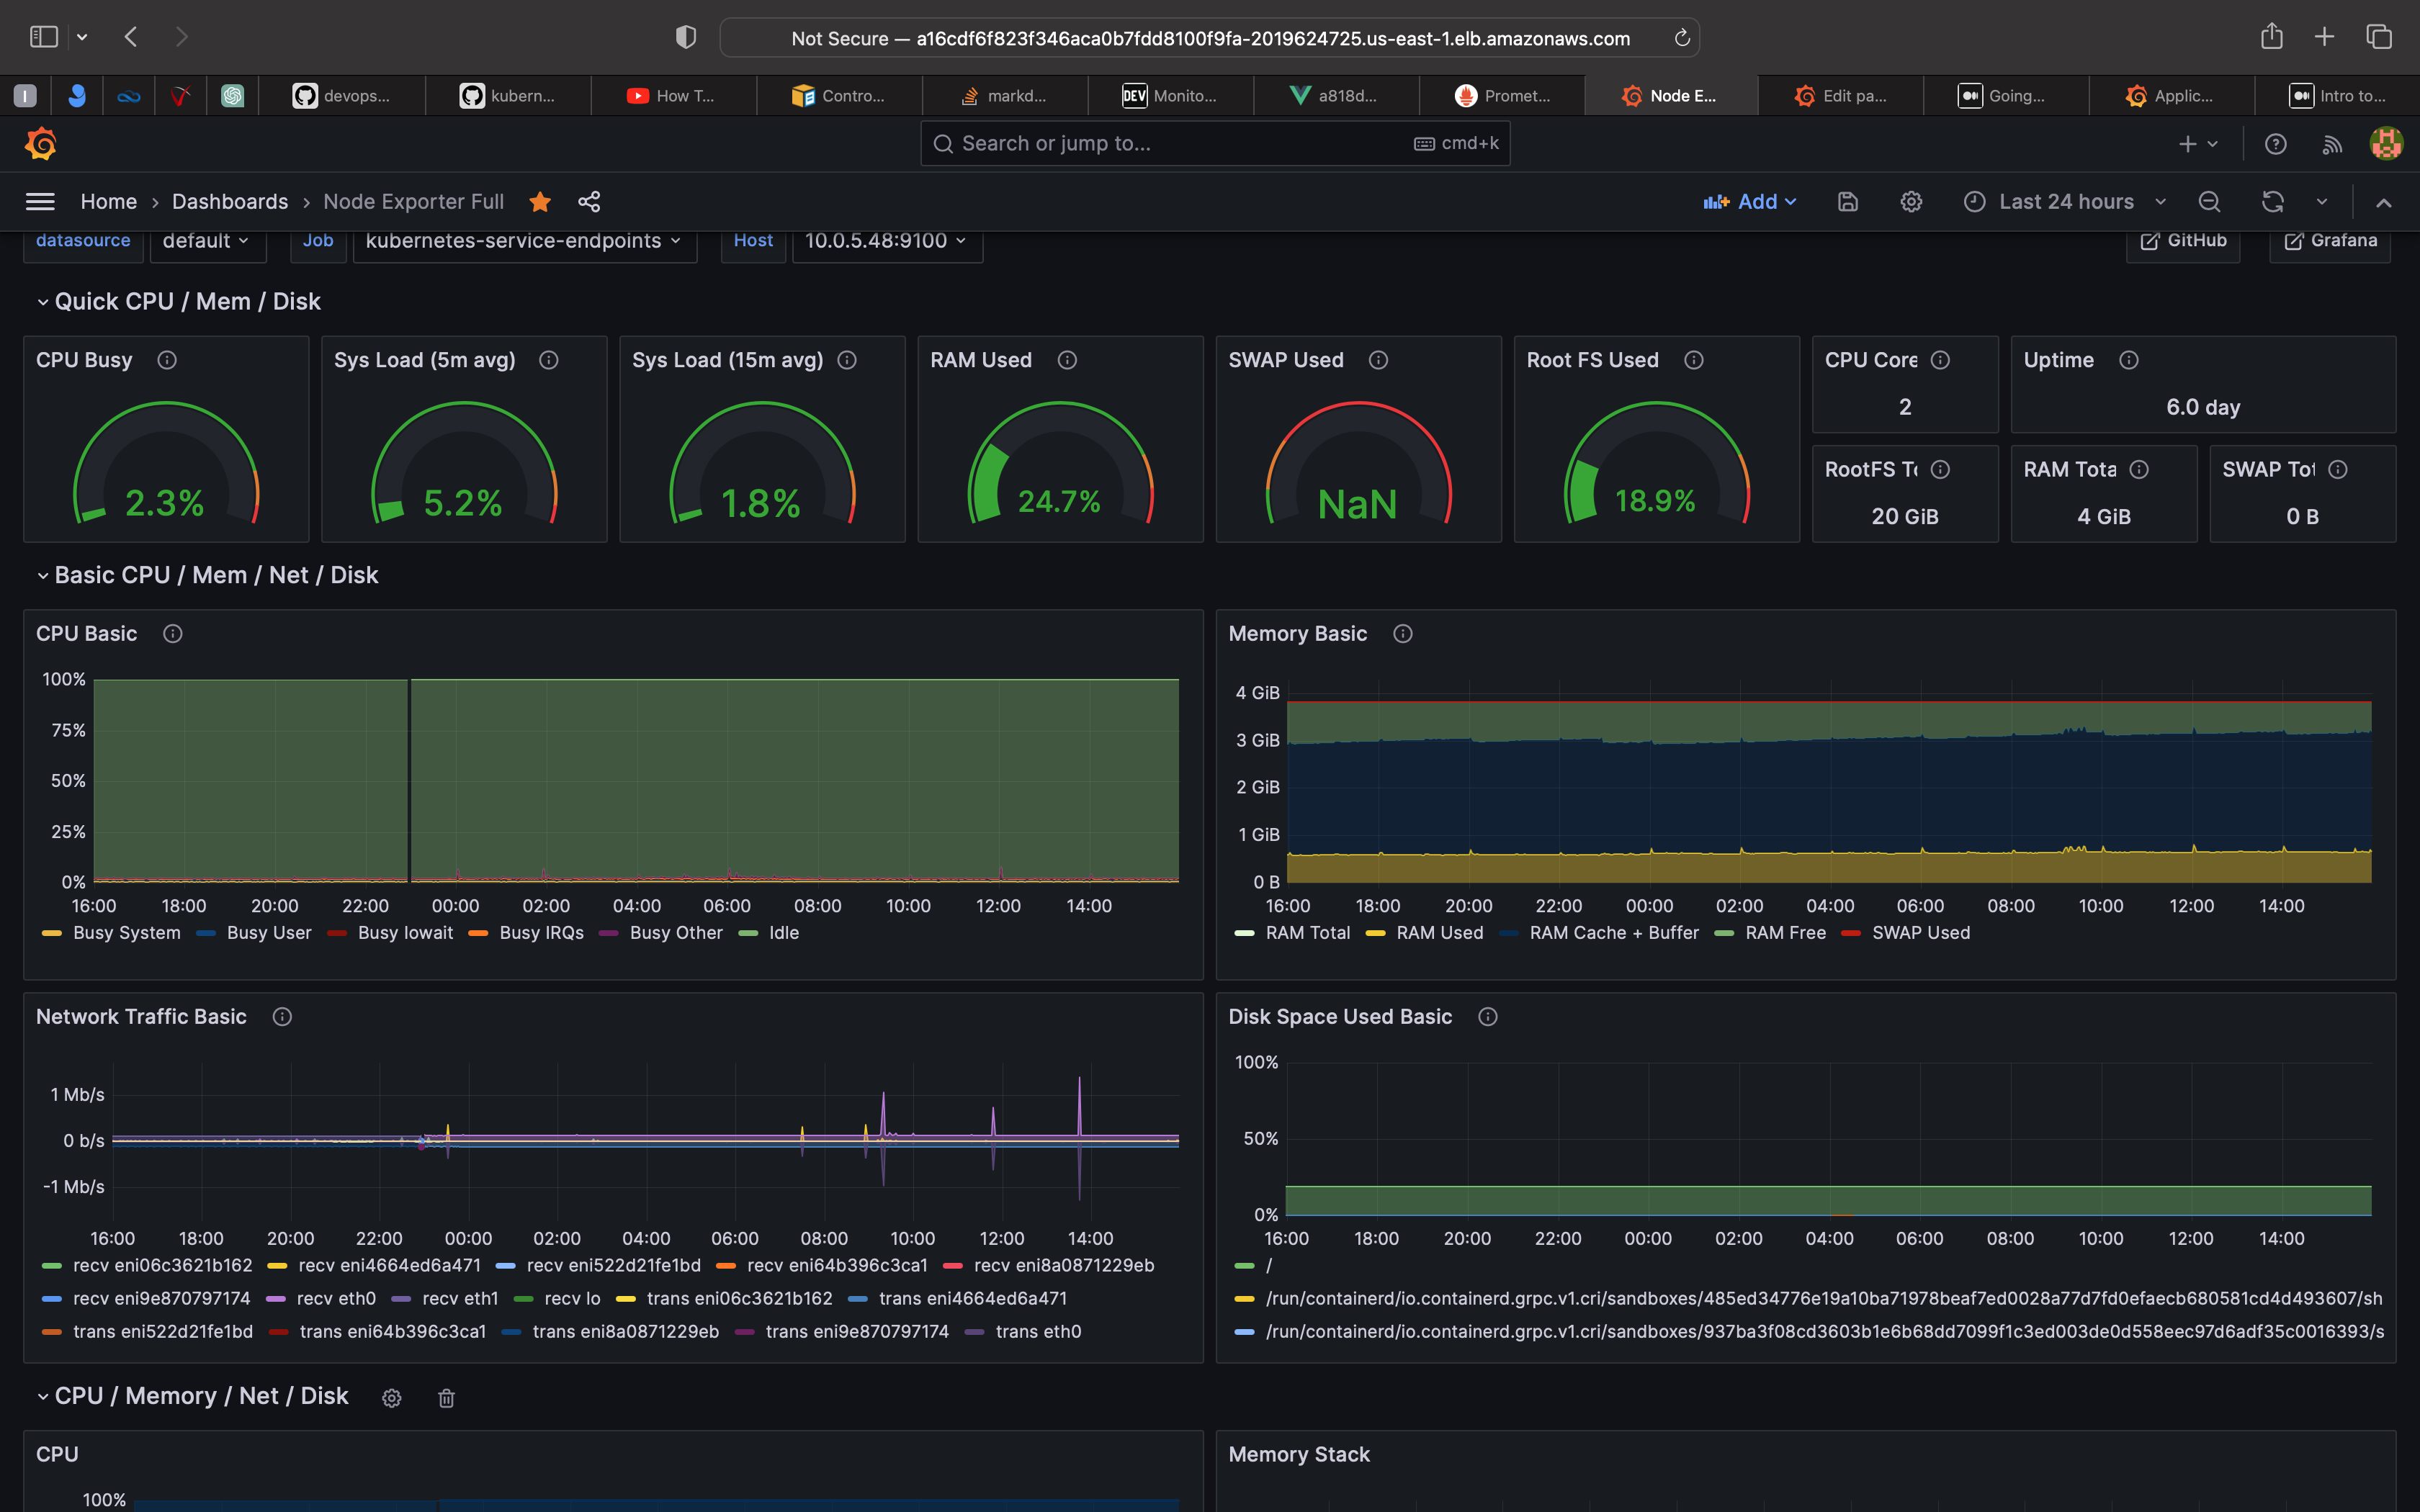 Not Secure — a16cdf6f823f346aca0b7fdd8100f9fa-2019624725.us-east-1.elb.amazonaws.com
I devops... kubern... How T... Contro... markd... DEV Monito... a818d... Promet... Node E... Edit pa... Going... Applic... Intro to...
Search or jump to... cmd+k
Home › Dashboards › Node Exporter Full Add Last 24 hours
datasource default Job kubernetes-service-endpoints Host 10.0.5.48:9100 GitHub Grafana
Quick CPU / Mem / Disk
CPU Busy Sys Load (5m avg) Sys Load (15m avg) RAM Used SWAP Used Root FS Used CPU Core Uptime
2 6.0 day
RootFS To RAM Tota SWAP Tot
2.3% 5.2% 1.8% 24.7% NaN 18.9% 20 GiB 4 GiB 0 B
Basic CPU / Mem / Net / Disk
CPU Basic
100%
75%
50%
25%
0%
16:00 18:00 20:00 22:00 00:00 02:00 04:00 06:00 08:00 10:00 12:00 14:00
Busy System Busy User Busy Iowait Busy IRQs Busy Other Idle
Memory Basic
4 GiB
3 GiB
2 GiB
1 GiB
0 B
16:00 18:00 20:00 22:00 00:00 02:00 04:00 06:00 08:00 10:00 12:00 14:00
RAM Total RAM Used RAM Cache + Buffer RAM Free SWAP Used
Network Traffic Basic
1 Mb/s
0 b/s
-1 Mb/s
16:00 18:00 20:00 22:00 00:00 02:00 04:00 06:00 08:00 10:00 12:00 14:00
recv eni06c3621b162 recv eni4664ed6a471 recv eni522d21fe1bd recv eni64b396c3ca1 recv eni8a0871229eb
recv eni9e870797174 recv eth0 recv eth1 recv lo trans eni06c3621b162 trans eni4664ed6a471
trans eni522d21fe1bd trans eni64b396c3ca1 trans eni8a0871229eb trans eni9e870797174 trans eth0
Disk Space Used Basic
100%
50%
0%
16:00 18:00 20:00 22:00 00:00 02:00 04:00 06:00 08:00 10:00 12:00 14:00
/
/run/containerd/io.containerd.grpc.v1.cri/sandboxes/485ed34776e19a10ba71978beaf7ed0028a77d7fd0efaecb680581cd4d493607/sh
/run/containerd/io.containerd.grpc.v1.cri/sandboxes/937ba3f08cd3603b1e6b68dd7099f1c3ed003de0d558eec97d6adf35c0016393/s
CPU / Memory / Net / Disk
CPU
100%
Memory Stack